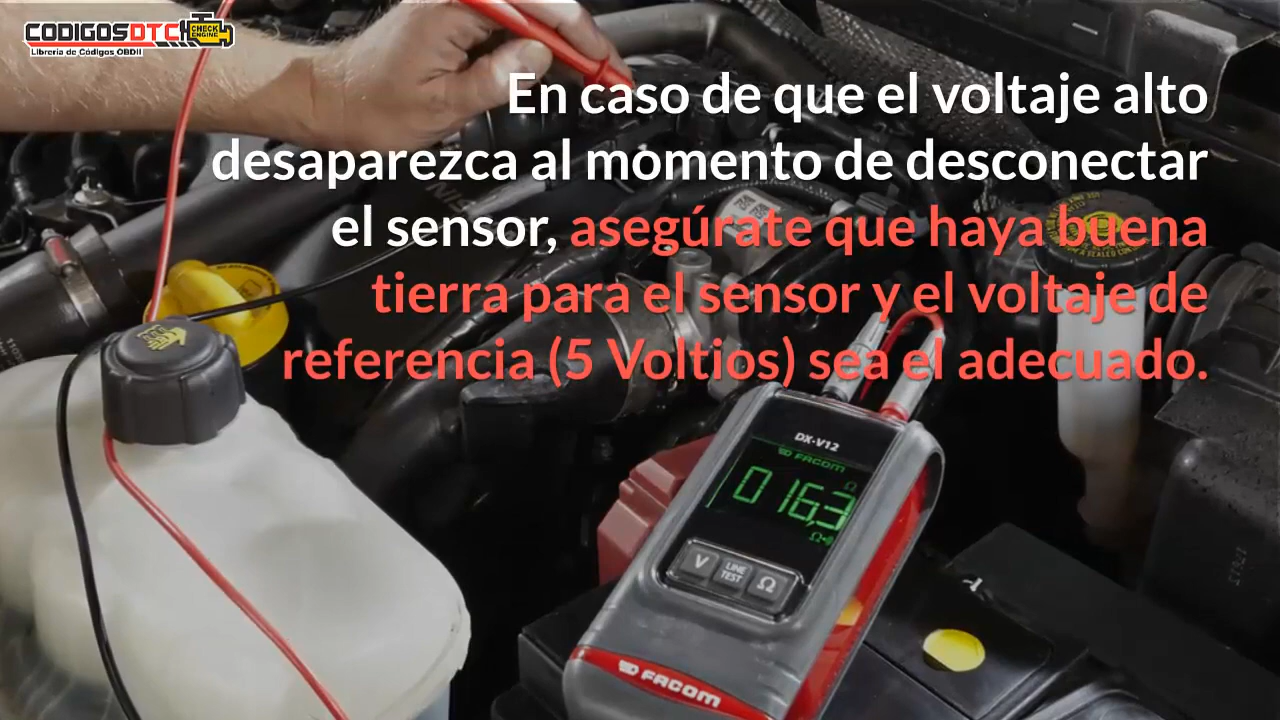 CODIGOSDTC
CHECK
ENGINE
Librería de Códigos OBDII
En caso de que el voltaje alto
desaparezca al momento de desconectar
el sensor, asegúrate que haya buena
tierra para el sensor y el voltaje de
referencia (5 Voltios) sea el adecuado.
DX-V12
FACOM
Ω
016,3
V
LINE
TEST
Ω
FACOM